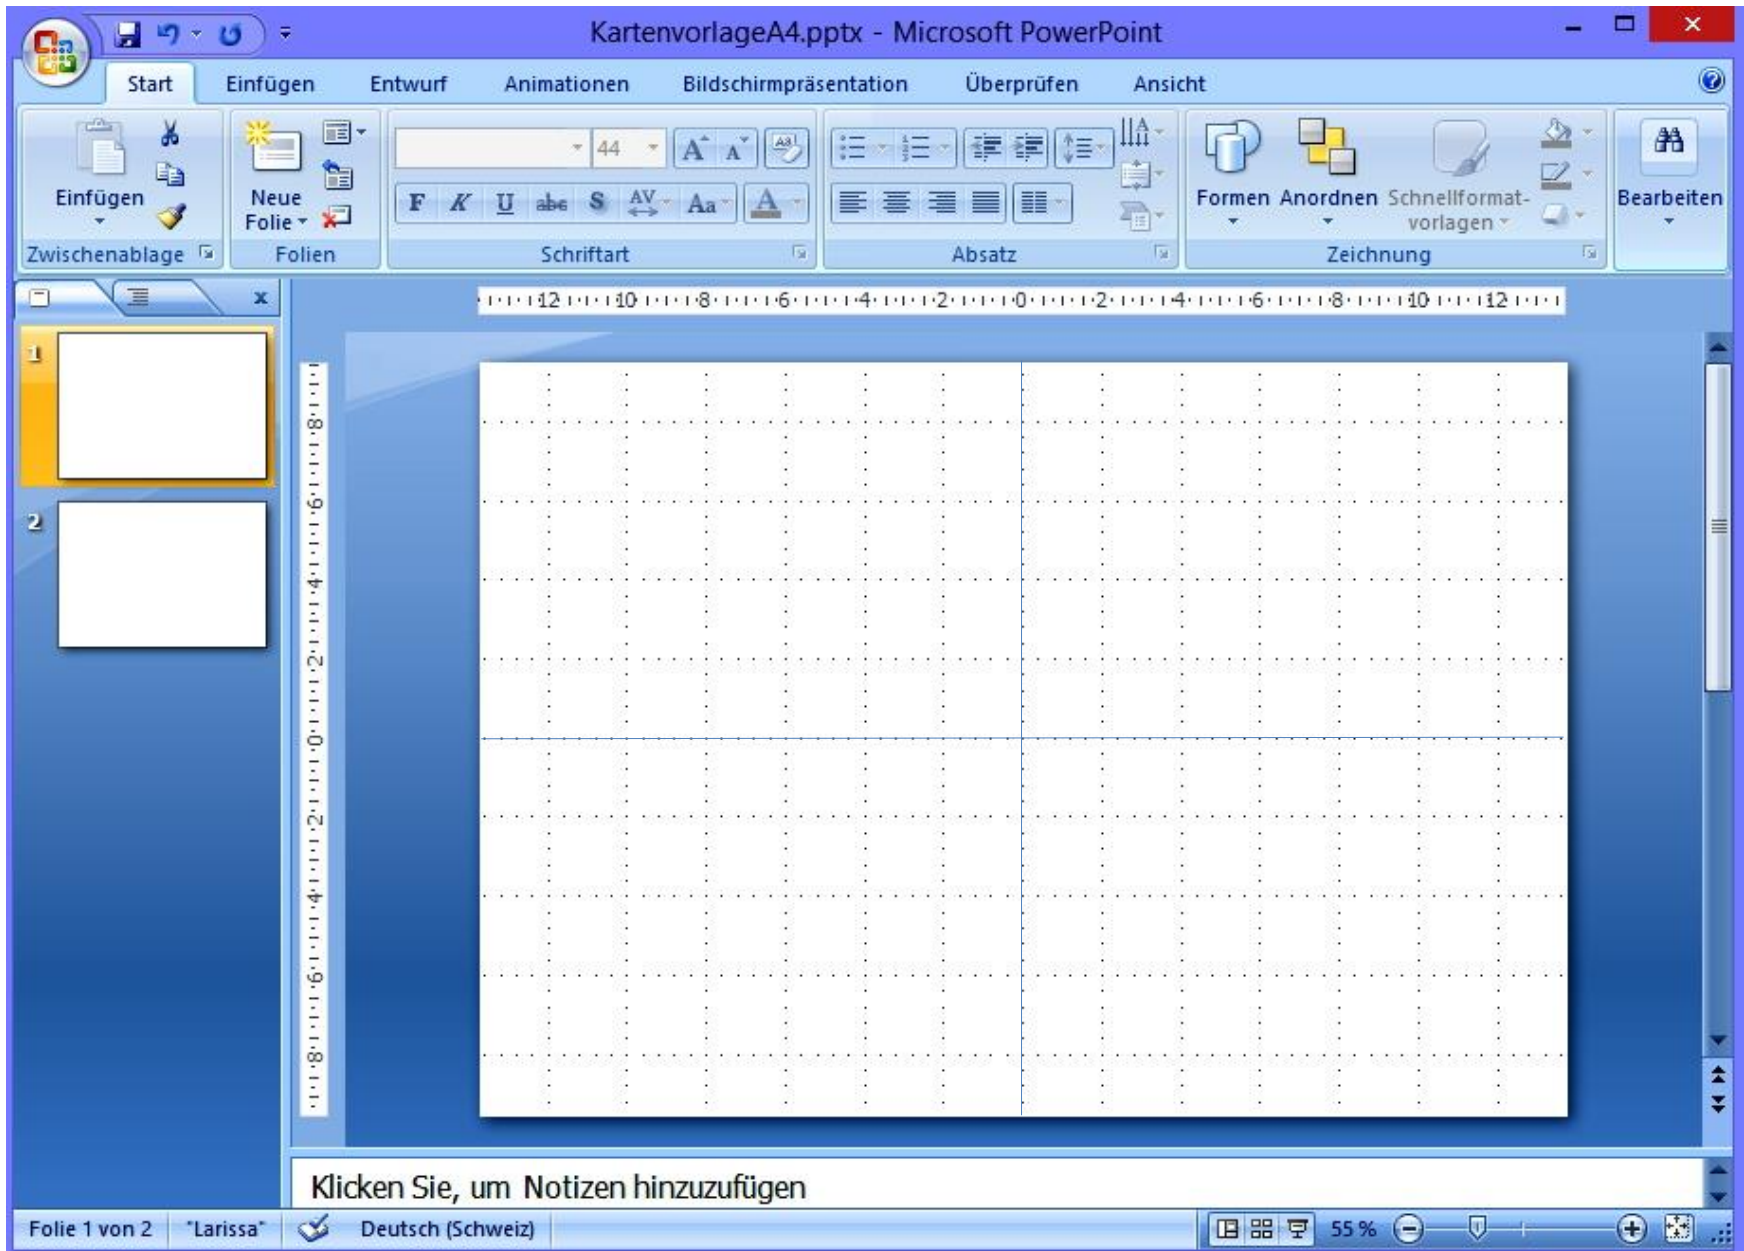 KartenvorlageA4.pptx - Microsoft PowerPoint
Start Einfügen Entwurf Animationen Bildschirmpräsentation Überprüfen Ansicht
44
Einfügen
Neue
Folie
F K U abc S AV Aa A
Formen Anordnen Schnellformat-
vorlagen
Bearbeiten
Zwischenablage Folien Schriftart Absatz Zeichnung
12 10 8 6 4 2 0 2 4 6 8 10 12
1
2
8
6
4
2
0
2
4
6
8
Klicken Sie, um Notizen hinzuzufügen
Folie 1 von 2 "Larissa" Deutsch (Schweiz) 55 %